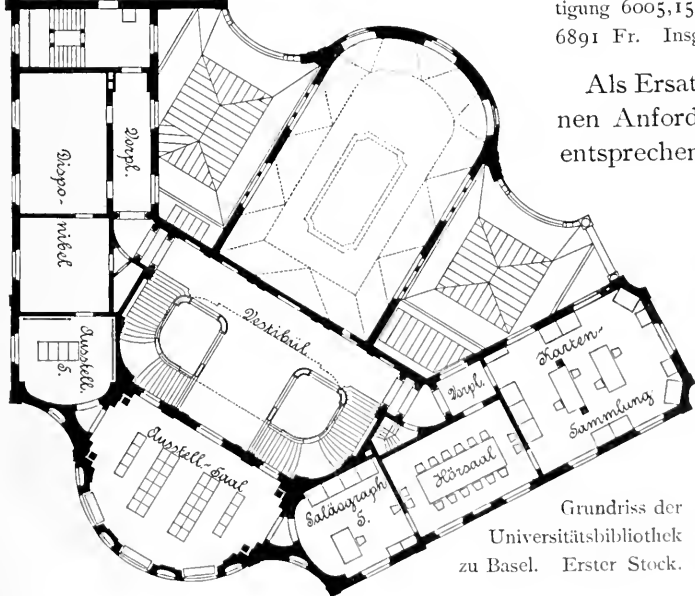 tigung 6005,15
6891 Fr. Insg
Als Ersat
nen Anford
entsprechen
Vorpl.
Dispo-
nibel
Vestibül
Ausstell.
S.
Ausstell.-Saal
Vorpl.
Karten-
Sammlung
Hörsaal
Paläograph.
S.
Grundriss der
Universitätsbibliothek
zu Basel. Erster Stock.